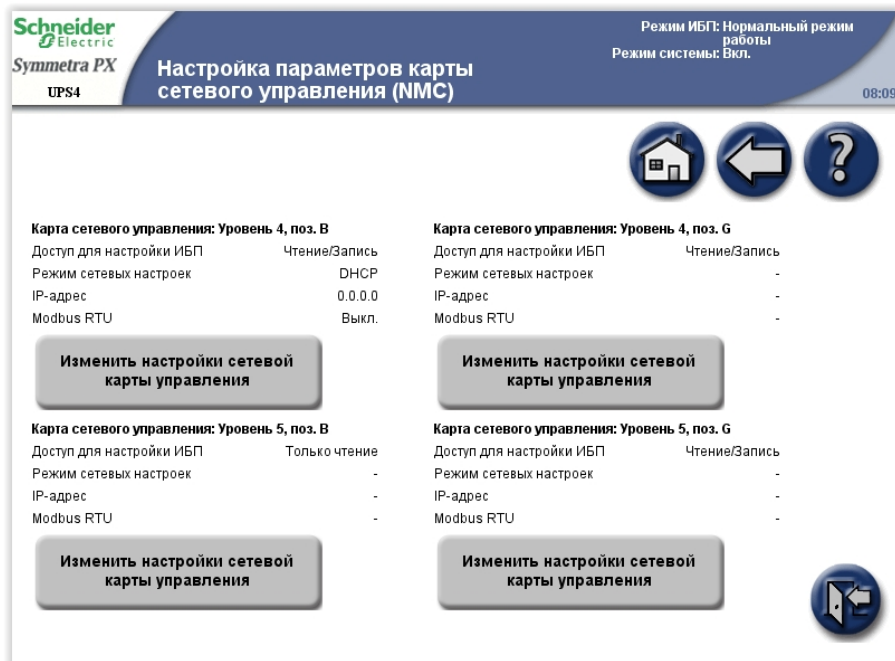 Schneider
Electric
Symmetra PX
UPS4
Настройка параметров карты
сетевого управления (NMC)
Режим ИБП: Нормальный режим
работы
Режим системы: Вкл.
08:09
?
Карта сетевого управления: Уровень 4, поз. B
Доступ для настройки ИБП Чтение/Запись
Режим сетевых настроек DHCP
IP-адрес 0.0.0.0
Modbus RTU Выкл.
Изменить настройки сетевой
карты управления
Карта сетевого управления: Уровень 4, поз. G
Доступ для настройки ИБП Чтение/Запись
Режим сетевых настроек -
IP-адрес -
Modbus RTU -
Изменить настройки сетевой
карты управления
Карта сетевого управления: Уровень 5, поз. B
Доступ для настройки ИБП Только чтение
Режим сетевых настроек -
IP-адрес -
Modbus RTU -
Изменить настройки сетевой
карты управления
Карта сетевого управления: Уровень 5, поз. G
Доступ для настройки ИБП Чтение/Запись
Режим сетевых настроек -
IP-адрес -
Modbus RTU -
Изменить настройки сетевой
карты управления